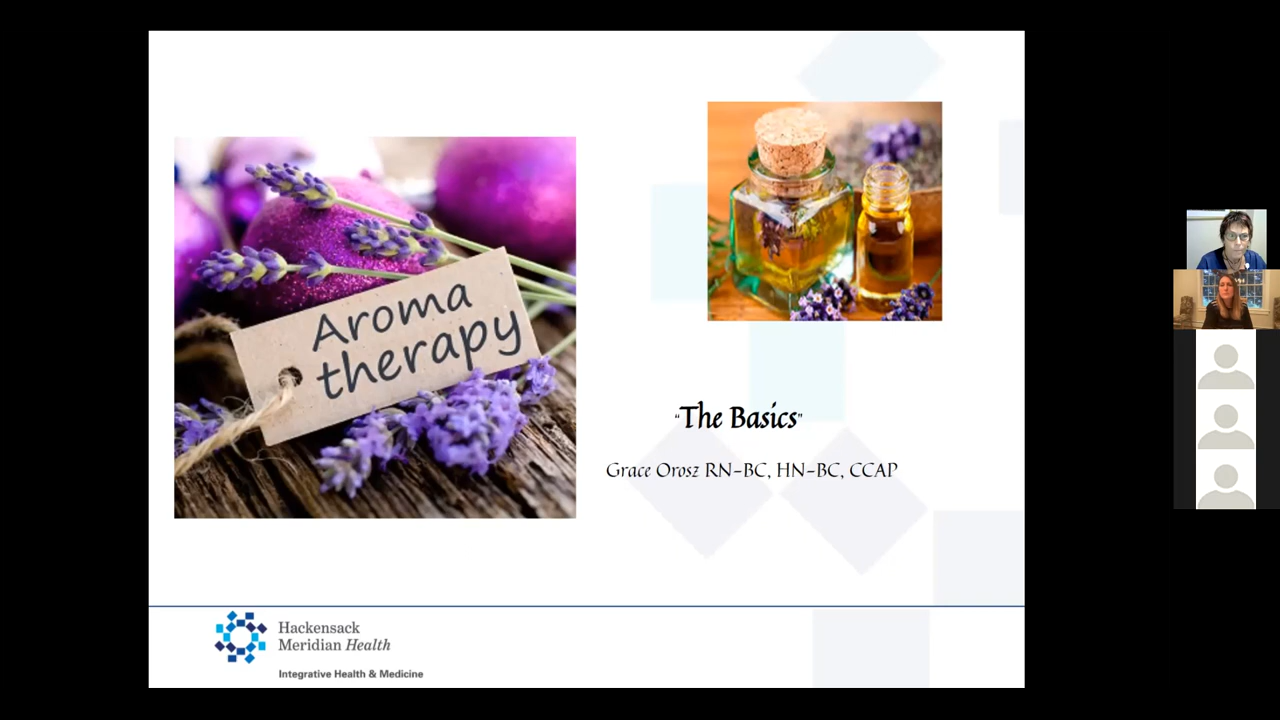 Aroma
therapy
“The Basics”
Grace Orosz RN-BC, HN-BC, CCAP
Hackensack
Meridian Health
Integrative Health & Medicine